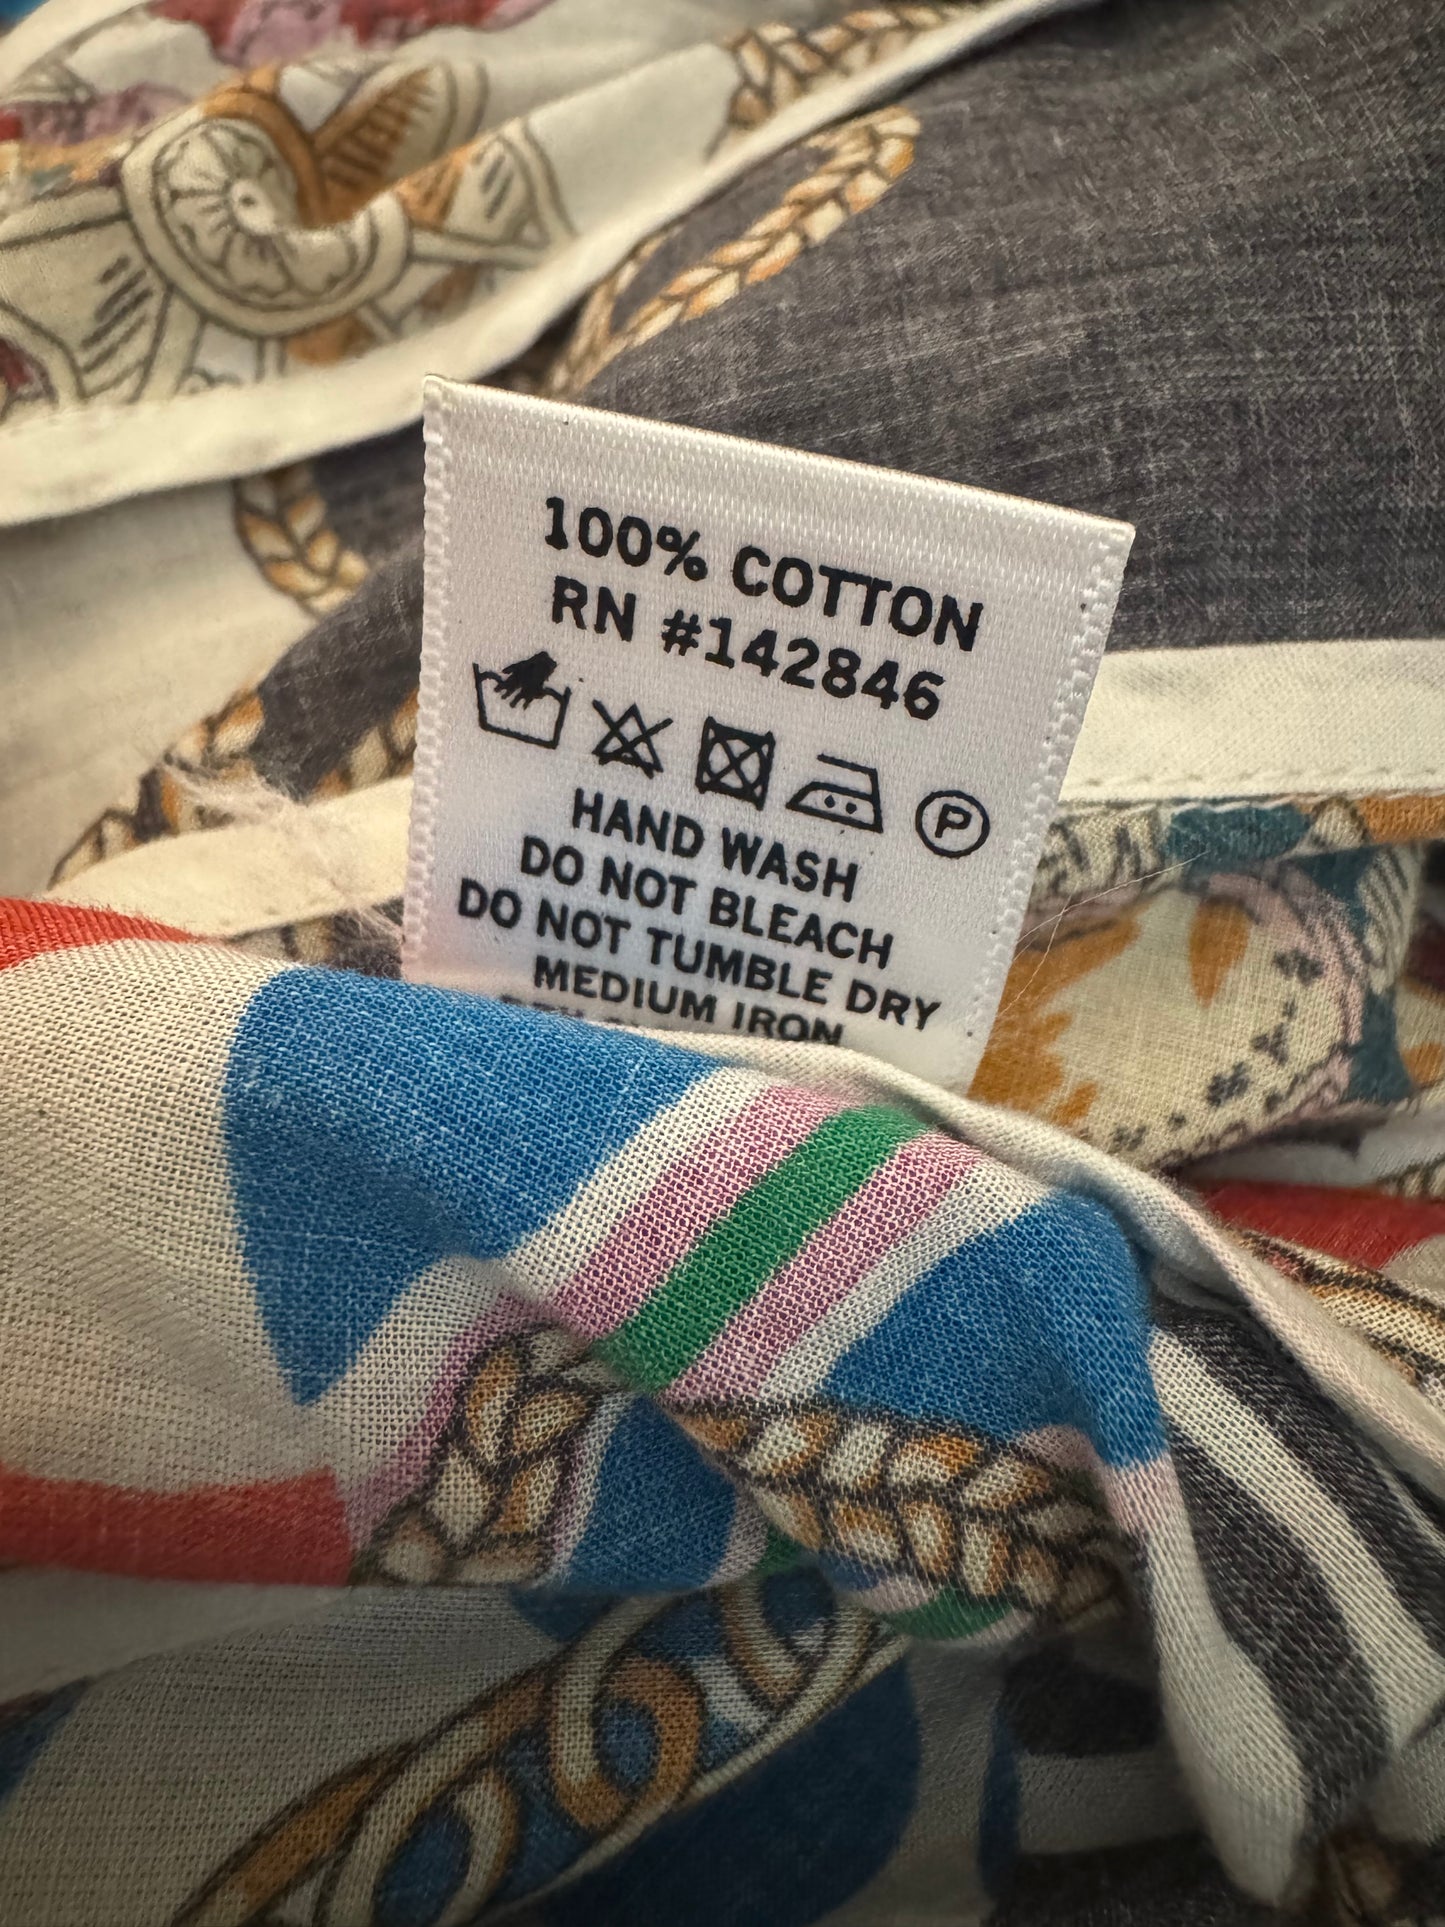 100% COTTON
RN #142846
P
HAND WASH
DO NOT BLEACH
DO NOT TUMBLE DRY
MEDIUM IRON